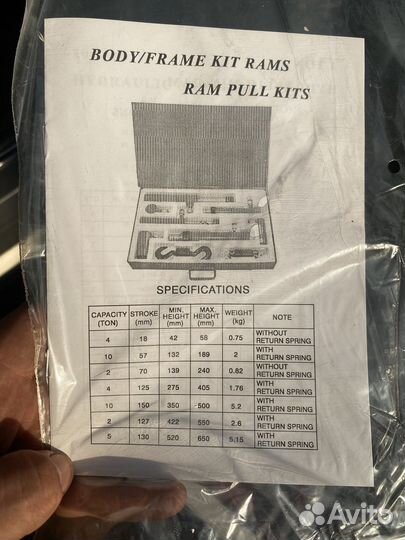 BODY/FRAME KIT RAMS
RAM PULL KITS
SPECIFICATIONS
CAPACITY (TON) STROKE (mm) MIN. HEIGHT (mm) MAX. HEIGHT (mm) WEIGHT (kg) NOTE
4 18 42 58 0.75 WITHOUT RETURN SPRING
10 57 132 189 2 WITH RETURN SPRING
2 70 139 240 0.82 WITHOUT RETURN SPRING
4 125 275 405 1.76 WITH RETURN SPRING
10 150 350 500 5.2 WITH RETURN SPRING
2 127 422 550 2.6 WITH RETURN SPRING
5 130 520 650 5.15 WITH RETURN SPRING
Avito